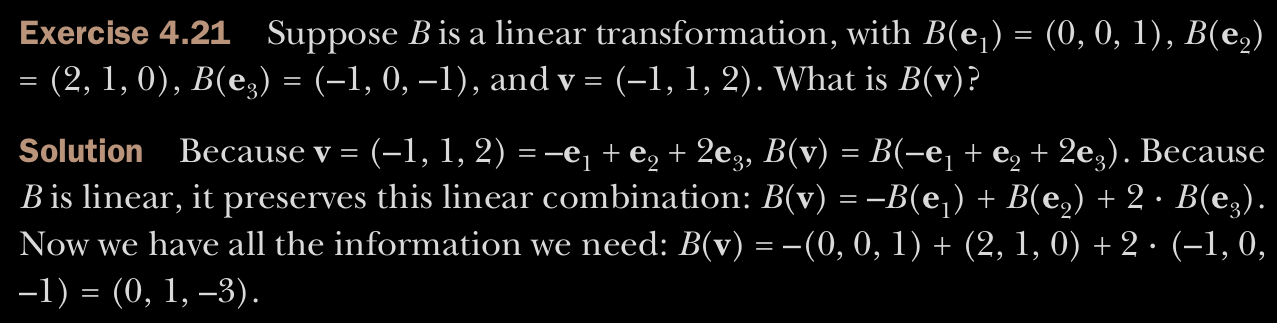 Exercise 4.21 Suppose B is a linear transformation, with B(e₁) = (0, 0, 1), B(e₂)
= (2, 1, 0), B(e₃) = (–1, 0, –1), and v = (–1, 1, 2). What is B(v)?
Solution Because v = (–1, 1, 2) = –e₁ + e₂ + 2e₃, B(v) = B(–e₁ + e₂ + 2e₃). Because
B is linear, it preserves this linear combination: B(v) = –B(e₁) + B(e₂) + 2 · B(e₃).
Now we have all the information we need: B(v) = –(0, 0, 1) + (2, 1, 0) + 2 · (–1, 0,
–1) = (0, 1, –3).